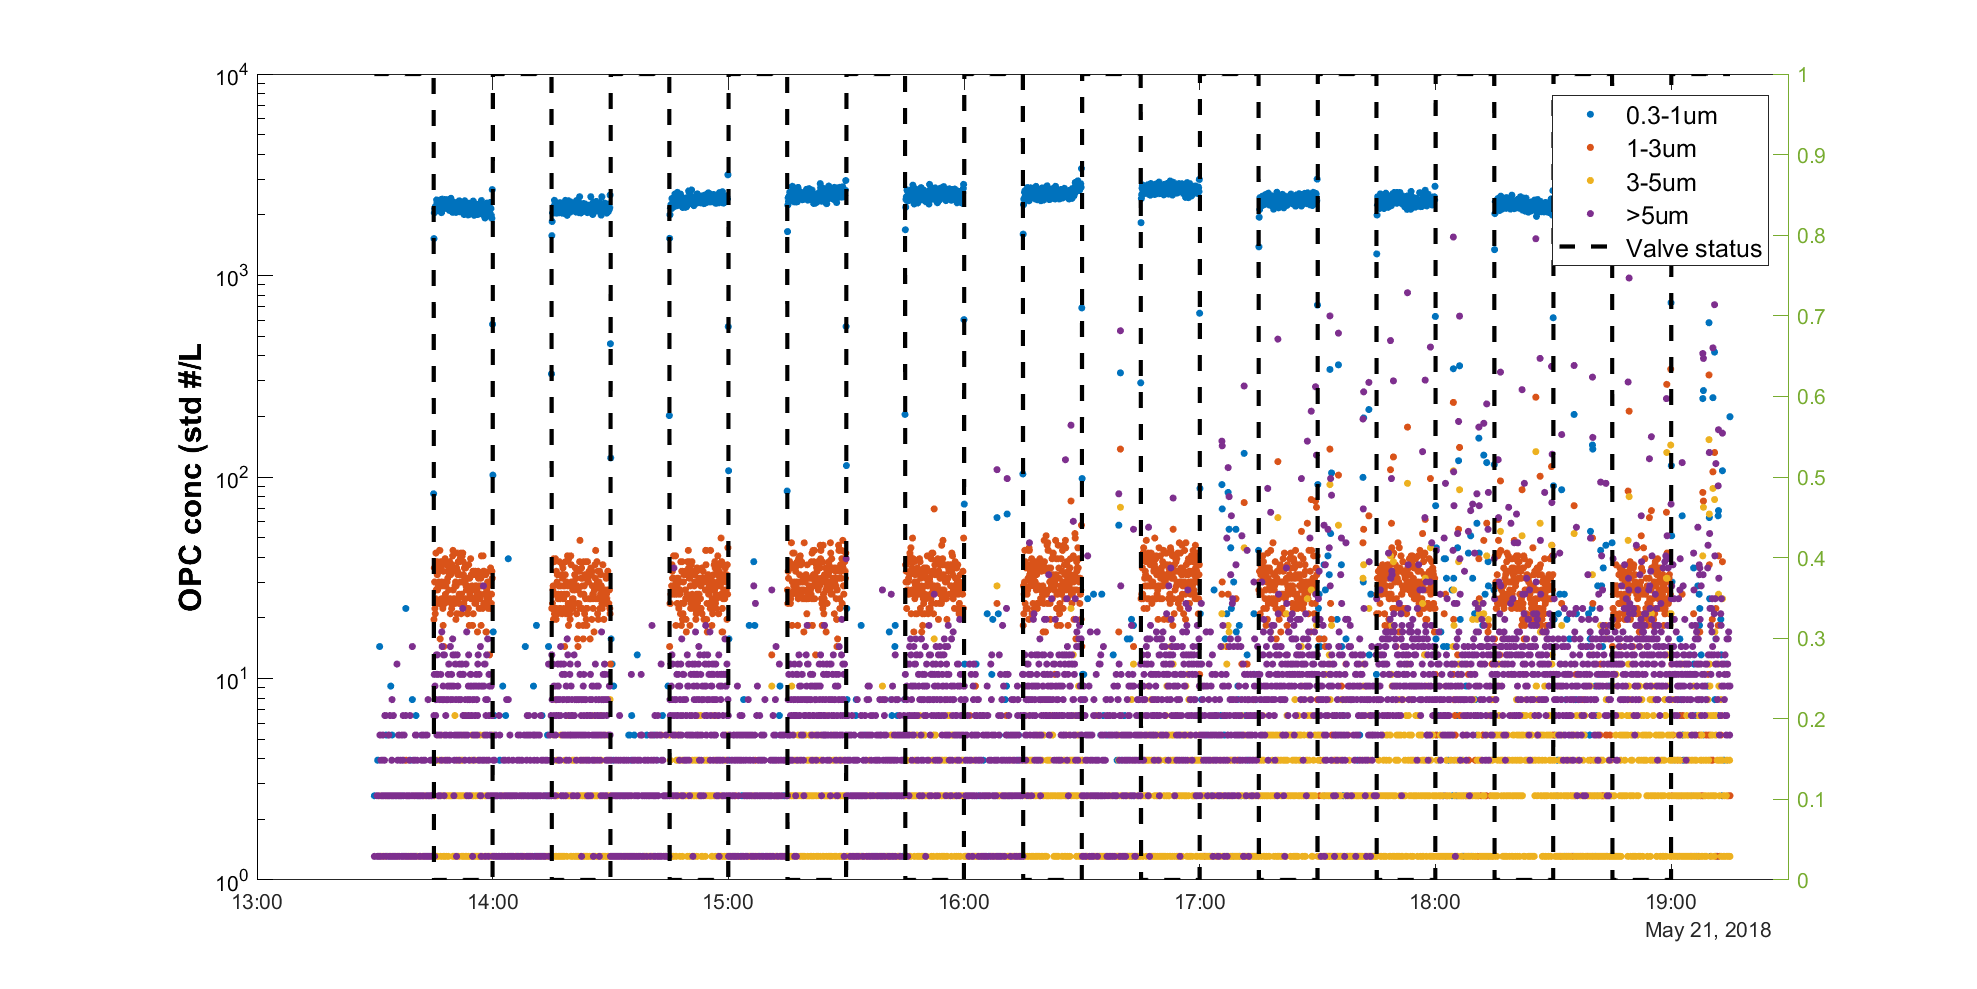 10^4
10^3
10^2
10^1
10^0
OPC conc (std #/L
1
0.9
0.8
0.7
0.6
0.5
0.4
0.3
0.2
0.1
0
0.3-1um
1-3um
3-5um
>5um
Valve status
13:00 14:00 15:00 16:00 17:00 18:00 19:00
May 21, 2018